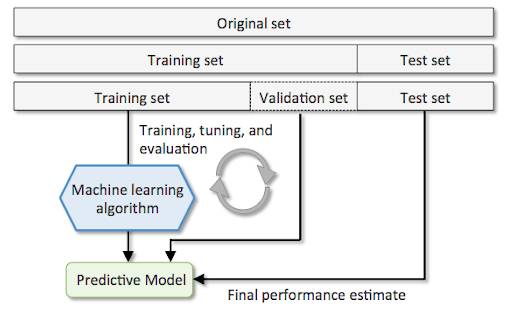 Original set
Training set
Test set
Training set
Validation set
Test set
Training, tuning, and
evaluation
Machine learning
algorithm
Predictive Model
Final performance estimate